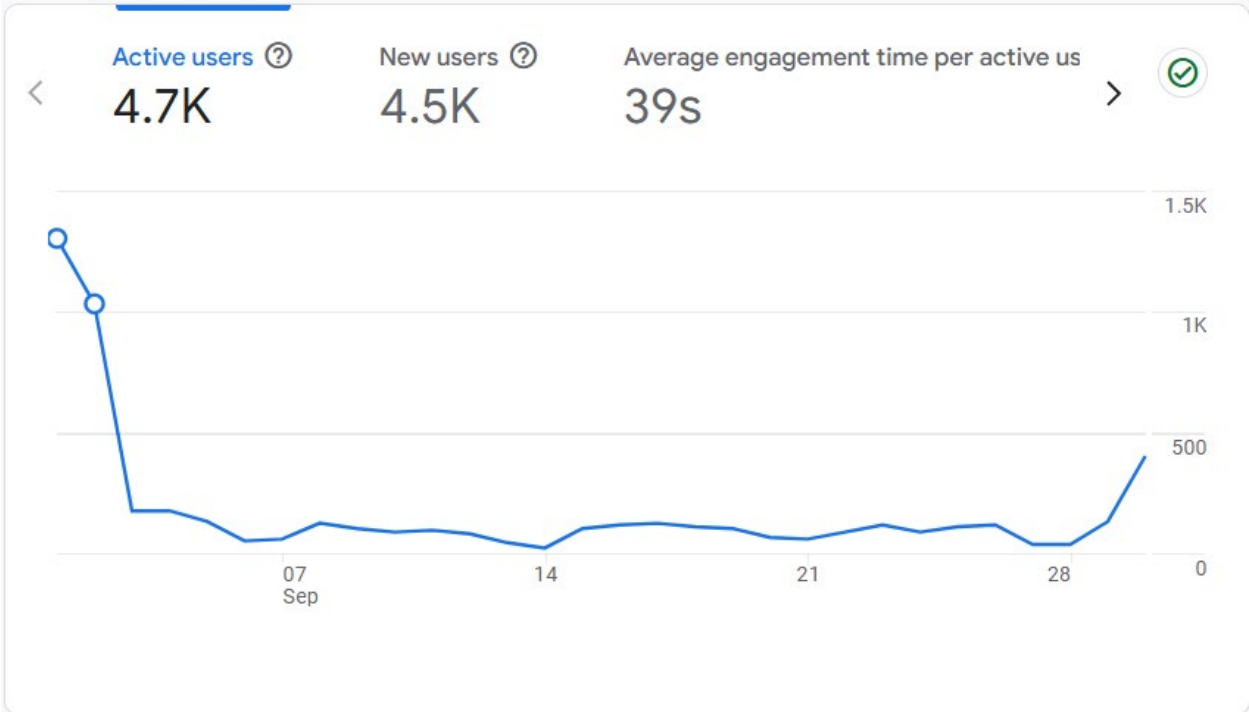 Active users New users Average engagement time per active us
4.7K 4.5K 39s
1.5K
1K
500
0
07 14 21 28
Sep